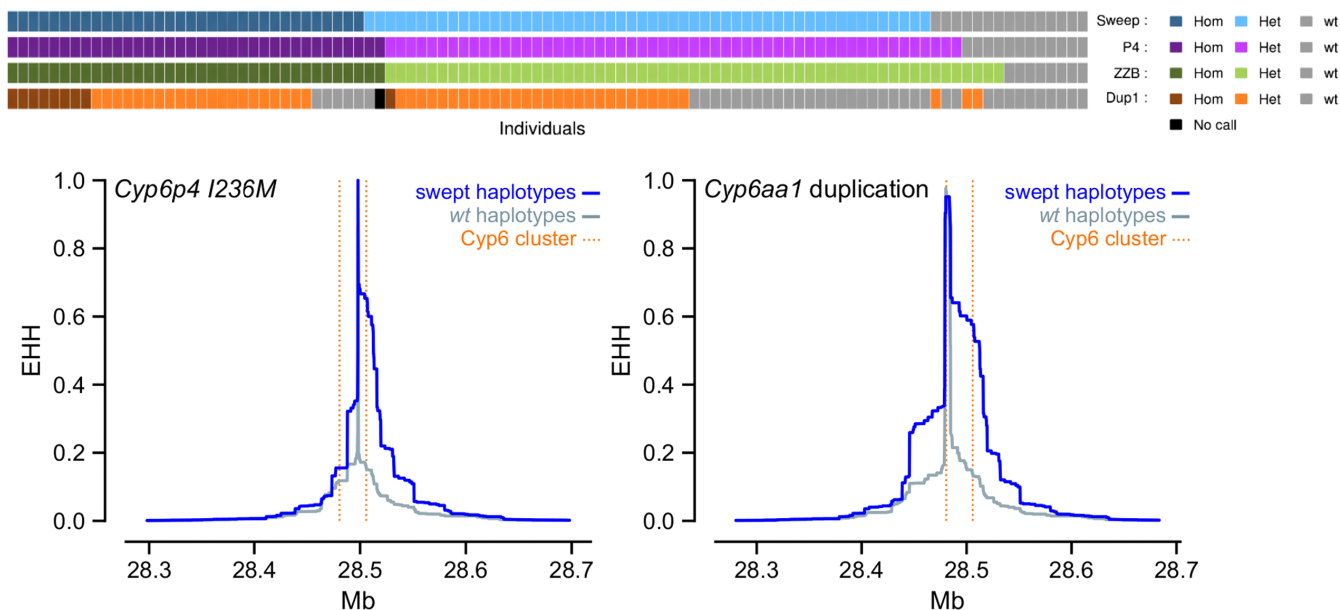 Sweep : Hom Het wt
P4 : Hom Het wt
ZZB : Hom Het wt
Dup1 : Hom Het wt
No call
Individuals
Cyp6p4 I236M
swept haplotypes
wt haplotypes
Cyp6 cluster
EHH
1.0
0.8
0.6
0.4
0.2
0.0
28.3 28.4 28.5 28.6 28.7
Mb
Cyp6aa1 duplication
swept haplotypes
wt haplotypes
Cyp6 cluster
EHH
1.0
0.8
0.6
0.4
0.2
0.0
28.3 28.4 28.5 28.6 28.7
Mb